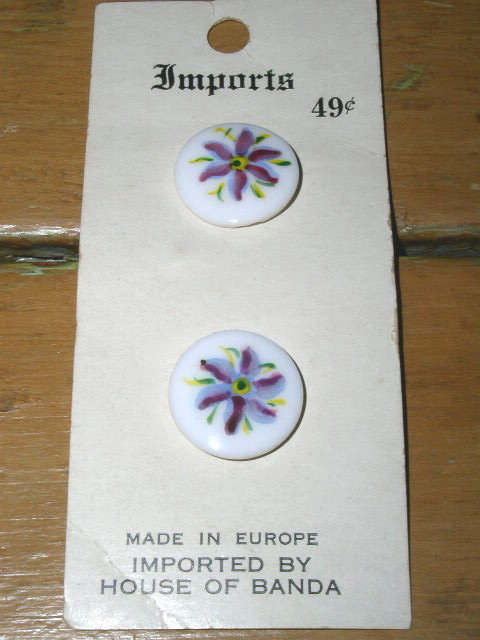 Imports
49¢
MADE IN EUROPE
IMPORTED BY
HOUSE OF BANDA